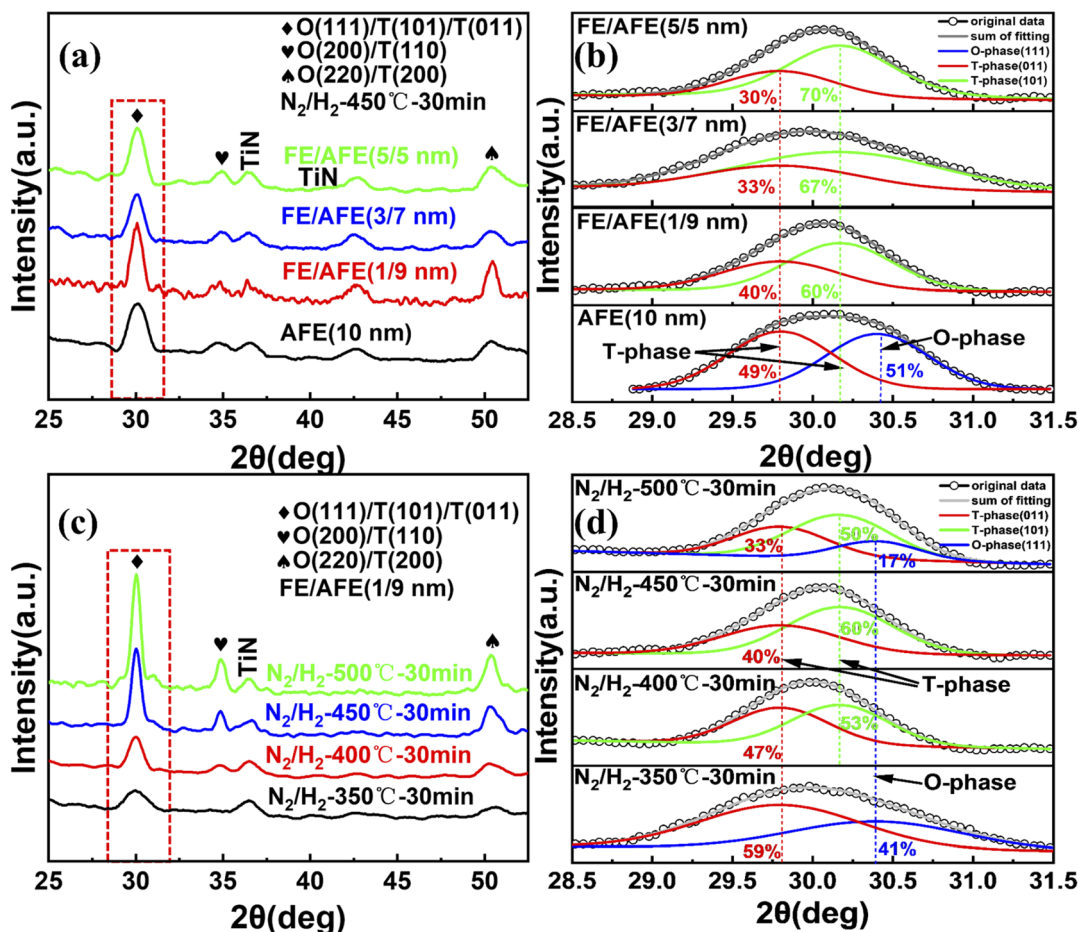 (a)
♦ O(111)/T(101)/T(011)
♥ O(200)/T(110)
♠ O(220)/T(200)
N₂/H₂-450℃-30min
♦
♥
TiN
♠
FE/AFE(5/5 nm)
TiN
FE/AFE(3/7 nm)
FE/AFE(1/9 nm)
AFE(10 nm)
Intensity(a.u.)
25 30 35 40 45 50
2θ(deg)
(b)
FE/AFE(5/5 nm)
original data
sum of fitting
O-phase(111)
T-phase(011)
T-phase(101)
30% 70%
FE/AFE(3/7 nm)
33% 67%
FE/AFE(1/9 nm)
40% 60%
AFE(10 nm)
T-phase
O-phase
49% 51%
Intensity(a.u.)
28.5 29.0 29.5 30.0 30.5 31.0 31.5
2θ(deg)
(c)
♦ O(111)/T(101)/T(011)
♥ O(200)/T(110)
♠ O(220)/T(200)
FE/AFE(1/9 nm)
♦
♥
TiN
♠
N₂/H₂-500℃-30min
N₂/H₂-450℃-30min
N₂/H₂-400℃-30min
N₂/H₂-350℃-30min
Intensity(a.u.)
25 30 35 40 45 50
2θ(deg)
(d)
N₂/H₂-500℃-30min
original data
sum of fitting
T-phase(011)
T-phase(101)
O-phase(111)
33% 50% 17%
N₂/H₂-450℃-30min
40% 60%
T-phase
N₂/H₂-400℃-30min
47% 53%
N₂/H₂-350℃-30min
O-phase
59% 41%
Intensity(a.u.)
28.5 29.0 29.5 30.0 30.5 31.0 31.5
2θ(deg)